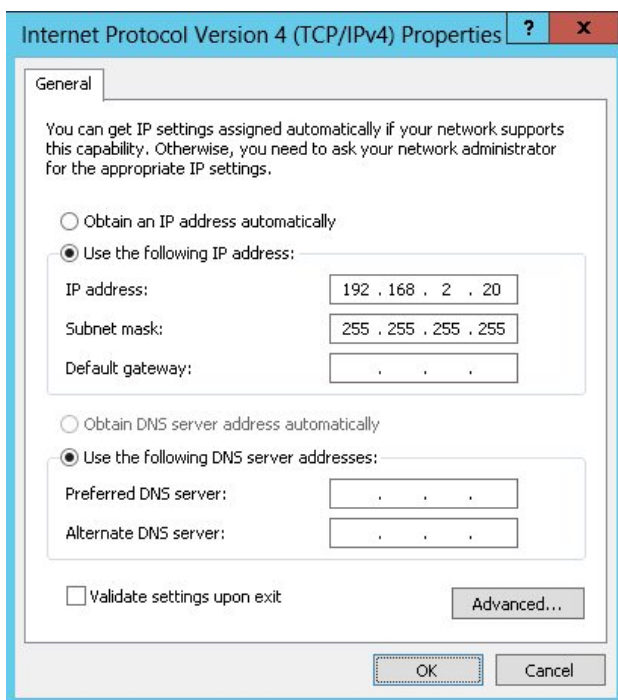 Internet Protocol Version 4 (TCP/IPv4) Properties ? x
General
You can get IP settings assigned automatically if your network supports
this capability. Otherwise, you need to ask your network administrator
for the appropriate IP settings.
Obtain an IP address automatically
Use the following IP address:
IP address: 192 . 168 . 2 . 20
Subnet mask: 255 . 255 . 255 . 255
Default gateway: . . .
Obtain DNS server address automatically
Use the following DNS server addresses:
Preferred DNS server: . . .
Alternate DNS server: . . .
Validate settings upon exit
Advanced...
OK Cancel